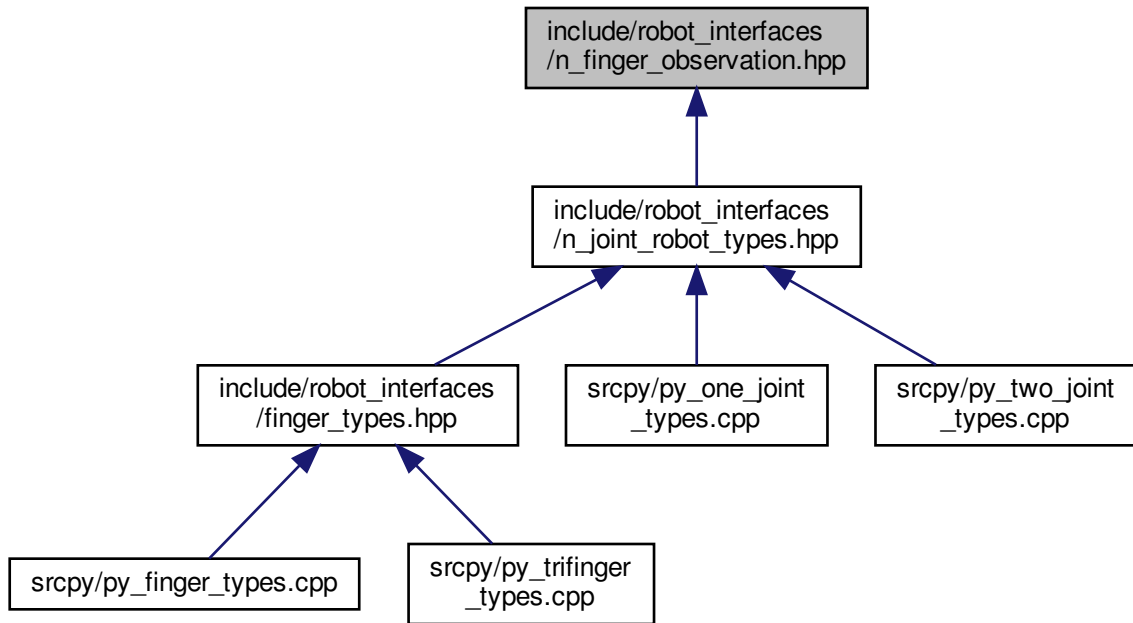 include/robot_interfaces
/n_finger_observation.hpp
include/robot_interfaces
/n_joint_robot_types.hpp
include/robot_interfaces
/finger_types.hpp
srcpy/py_one_joint
_types.cpp
srcpy/py_two_joint
_types.cpp
srcpy/py_finger_types.cpp
srcpy/py_trifinger
_types.cpp